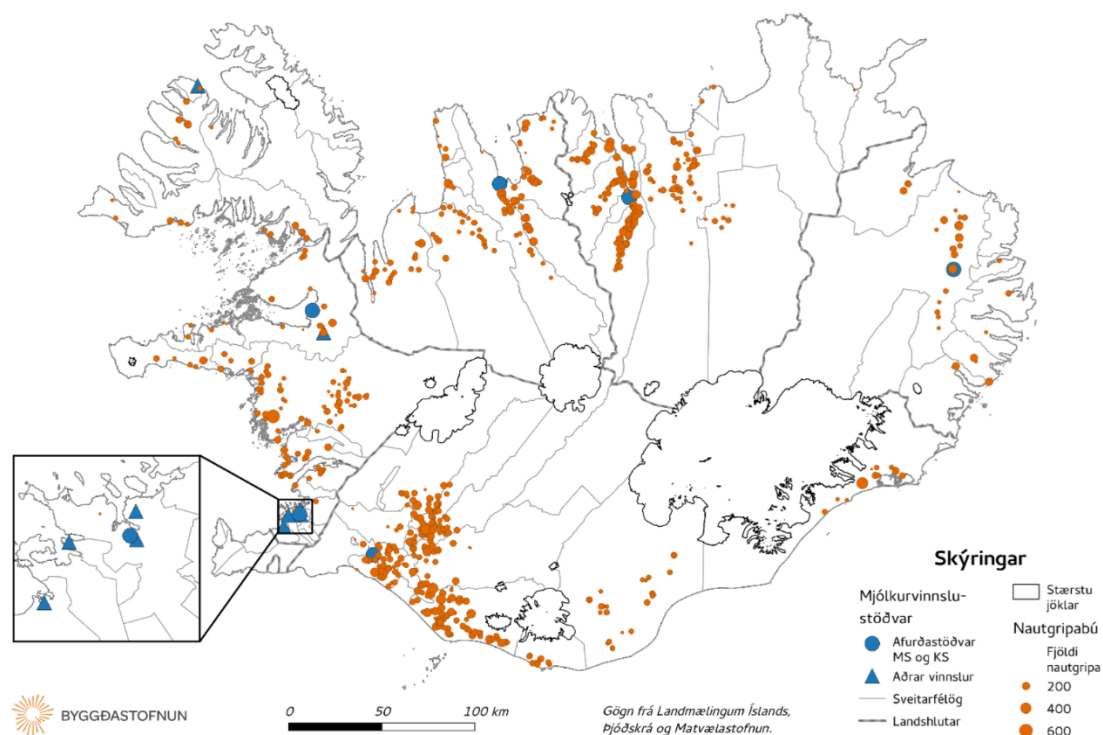 Skýringar
Mjólkurvinnslu-
stöðvar
Afurðastöðvar
MS og KS
Aðrar vinnslur
Sveitarfélög
Landshlutar
Stærstu
jöklar
Nautgripabú
Fjöldi
nautgripa
200
400
600
BYGGÐASTOFNUN
0 50 100 km
Gögn frá Landmælingum Íslands,
Þjóðskrá og Matvælastofnun.